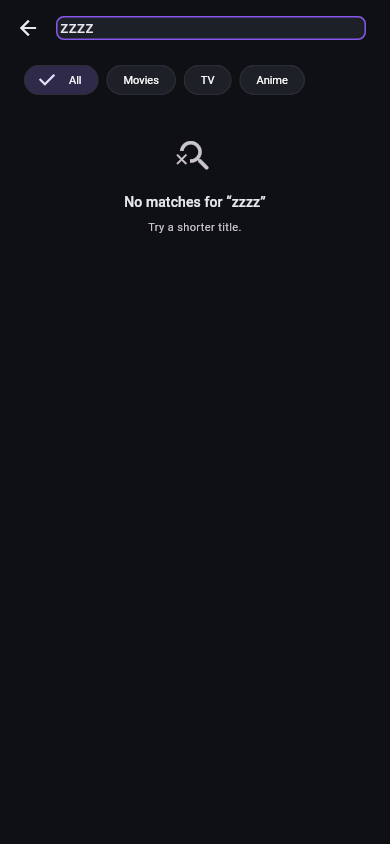 zzzz
All
Movies
TV
Anime
No matches for “zzzz”
Try a shorter title.